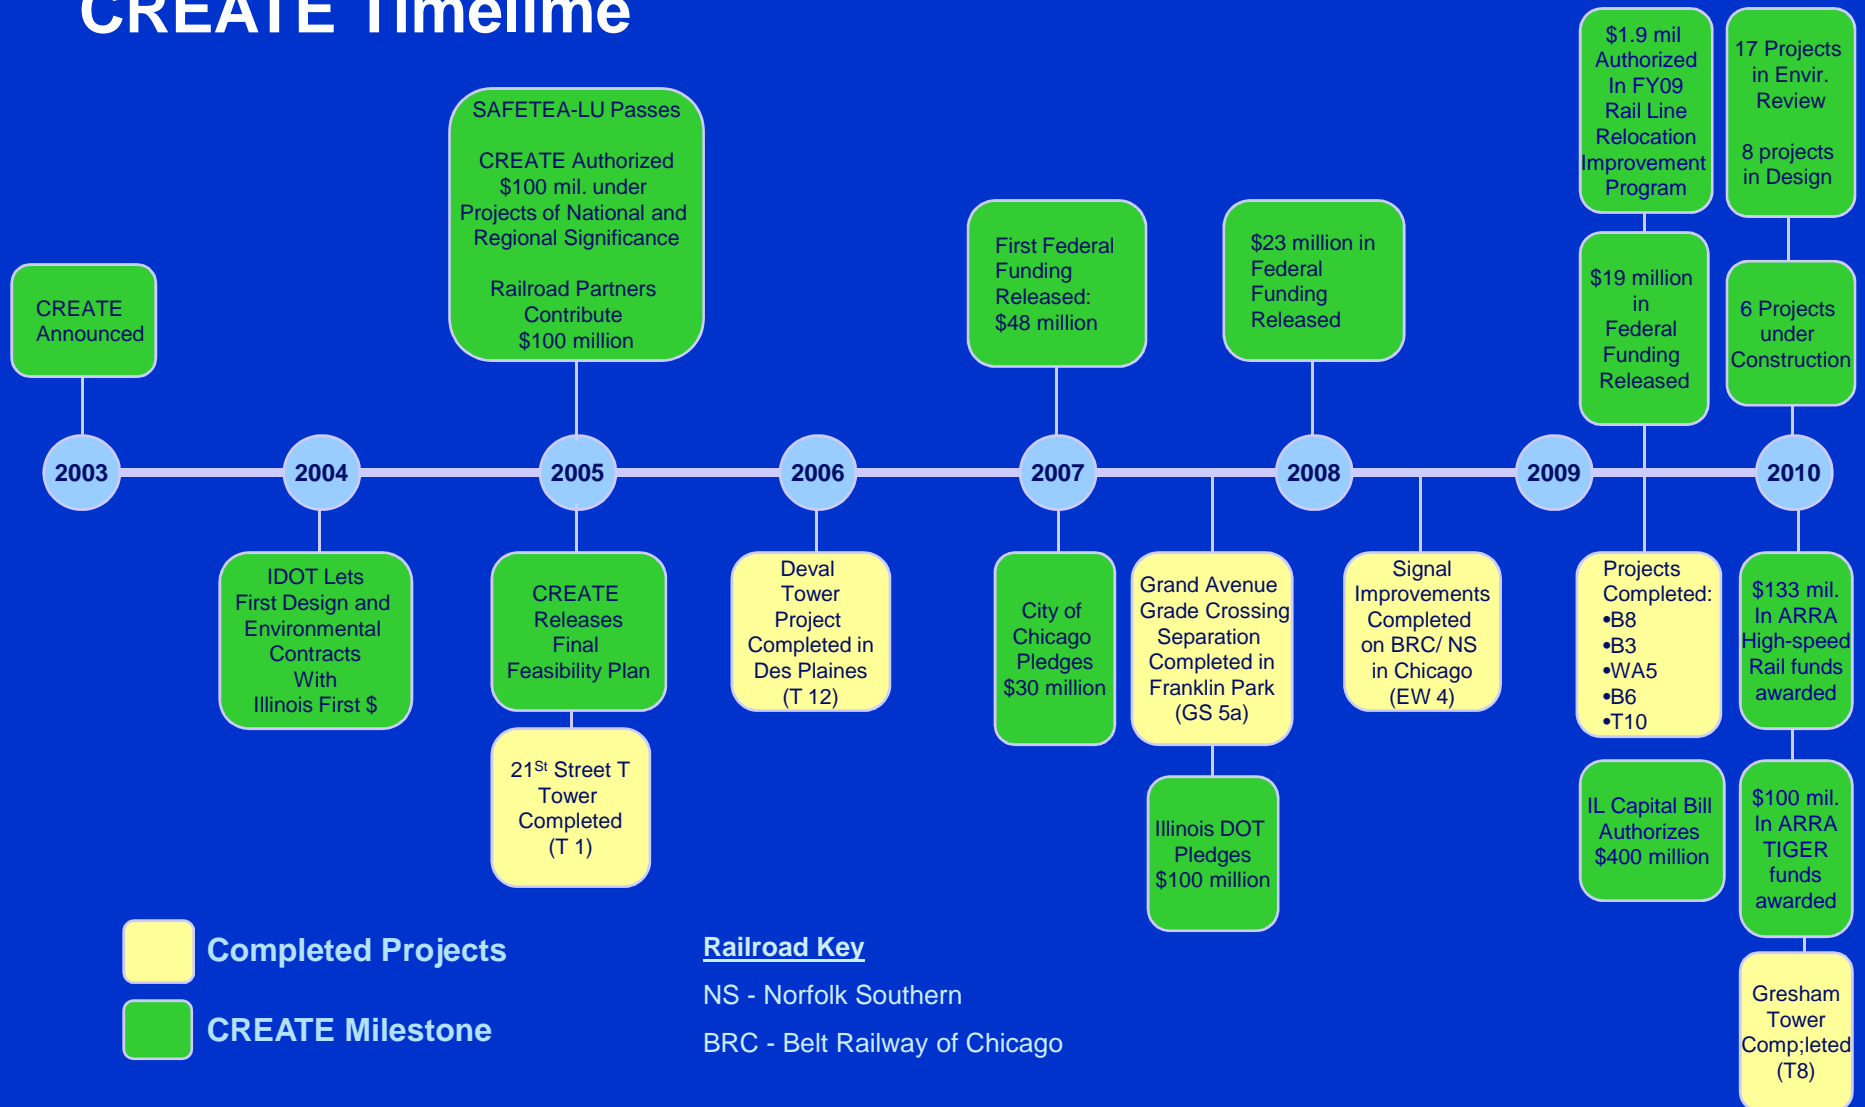 CREATE Timelime
CREATE
Announced
SAFETEA-LU Passes
CREATE Authorized
$100 mil. under
Projects of National and
Regional Significance
Railroad Partners
Contribute
$100 million
First Federal
Funding
Released:
$48 million
$23 million in
Federal
Funding
Released
$1.9 mil
Authorized
In FY09
Rail Line
Relocation
Improvement
Program
$19 million
in
Federal
Funding
Released
17 Projects
in Envir.
Review
8 projects
in Design
6 Projects
under
Construction
2003
2004
2005
2006
2007
2008
2009
2010
IDOT Lets
First Design and
Environmental
Contracts
With
Illinois First $
CREATE
Releases
Final
Feasibility Plan
21St Street T
Tower
Completed
(T 1)
Deval
Tower
Project
Completed in
Des Plaines
(T 12)
City of
Chicago
Pledges
$30 million
Grand Avenue
Grade Crossing
Separation
Completed in
Franklin Park
(GS 5a)
Illinois DOT
Pledges
$100 million
Signal
Improvements
Completed
on BRC/ NS
in Chicago
(EW 4)
Projects
Completed:
•B8
•B3
•WA5
•B6
•T10
IL Capital Bill
Authorizes
$400 million
$133 mil.
In ARRA
High-speed
Rail funds
awarded
$100 mil.
In ARRA
TIGER
funds
awarded
Gresham
Tower
Comp;leted
(T8)
Completed Projects
CREATE Milestone
Railroad Key
NS - Norfolk Southern
BRC - Belt Railway of Chicago